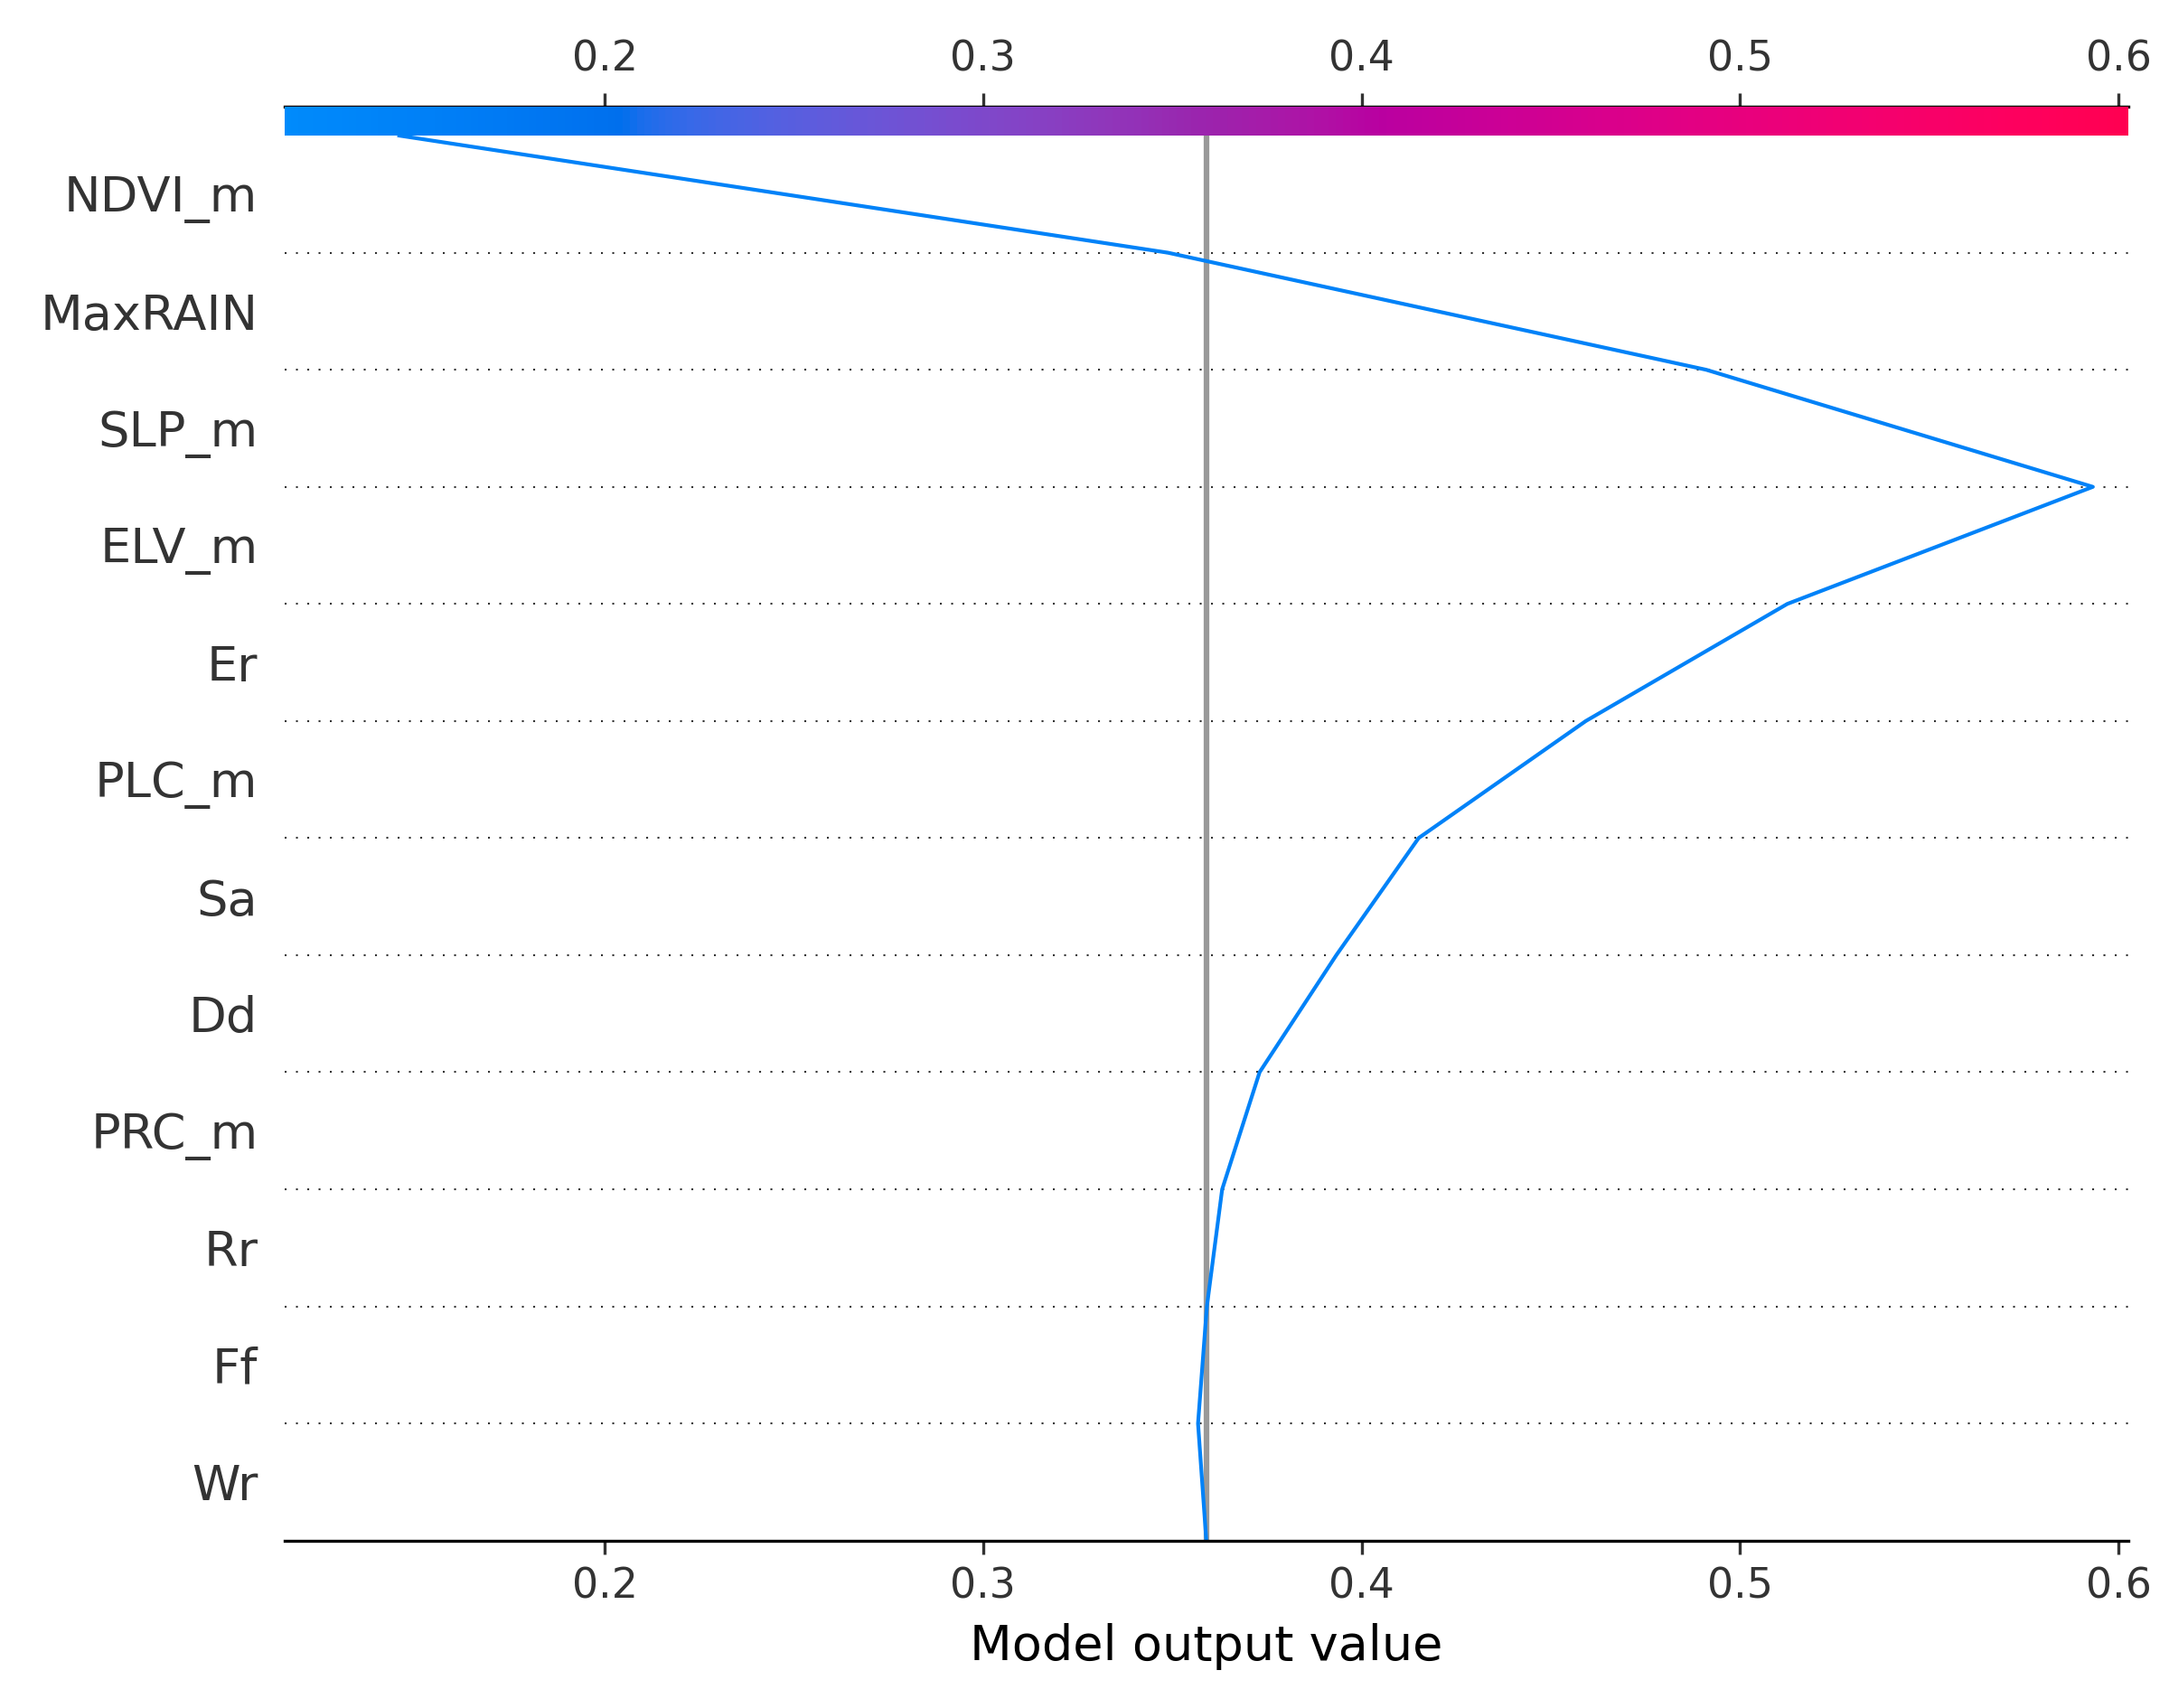 0.2 0.3 0.4 0.5 0.6
NDVI_m
MaxRAIN
SLP_m
ELV_m
Er
PLC_m
Sa
Dd
PRC_m
Rr
Ff
Wr
0.2 0.3 0.4 0.5 0.6
Model output value